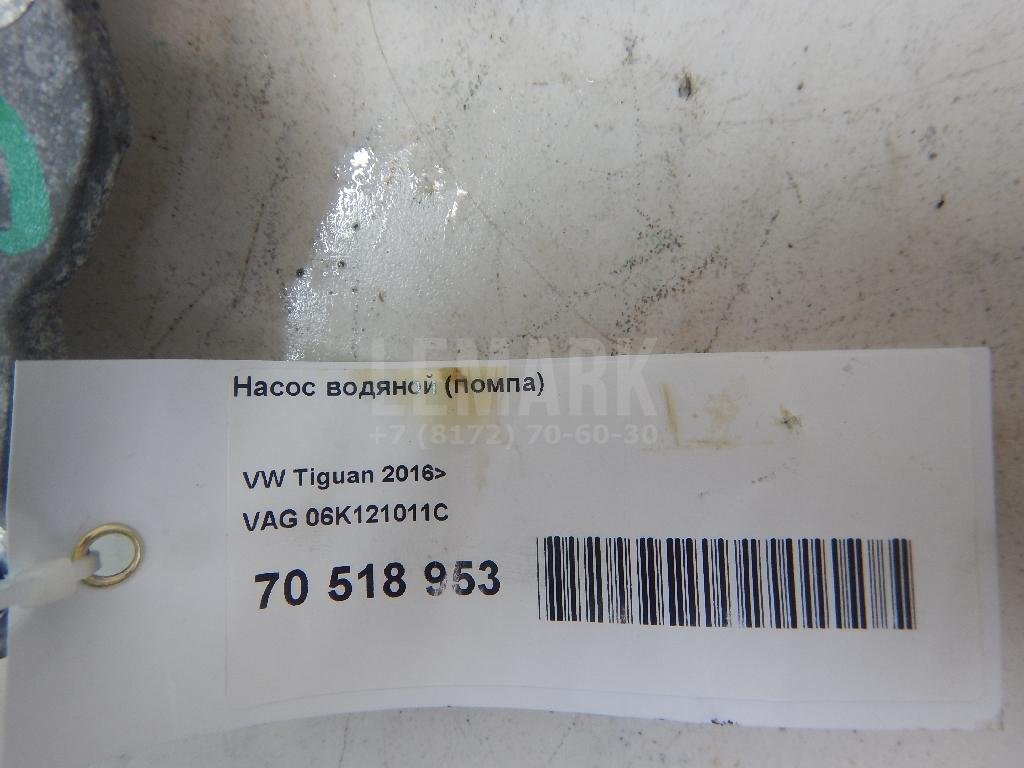 LEMARK
Насос водяной (помпа)
+7 (8172) 70-60-30
VW Tiguan 2016>
VAG 06K121011C
70 518 953